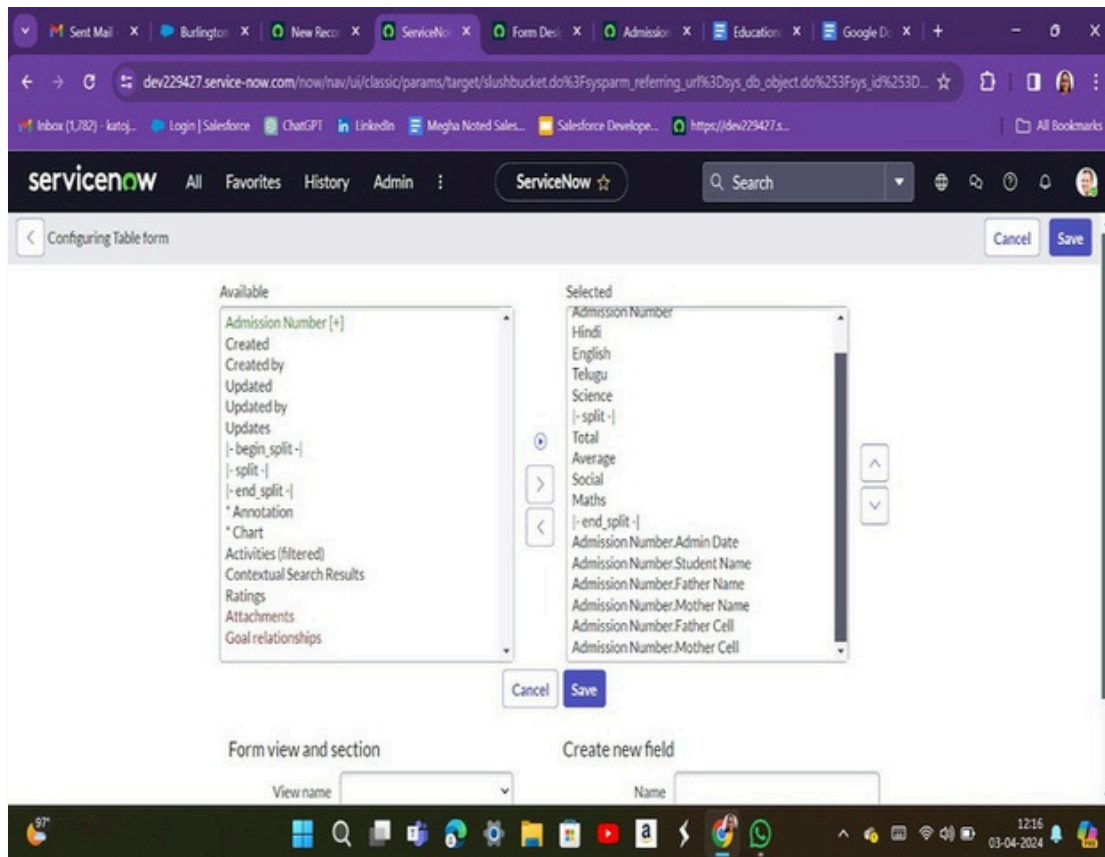 Sent Mail
Burlington
New Reco
ServiceNo
Form Desi
Admission
Education
Google D
dev229427.service-now.com/now/nav/ui/classic/params/target/slushbucket.do%3Fsysparm_referring_url%3Dsys_db_object.do%253Fsys_id%253D...
Inbox (1,782) - katoj...
Login | Salesforce
ChatGPT
LinkedIn
Megha Noted Sales...
Salesforce Develope...
https://dev229427.s...
All Bookmarks
servicenow
All
Favorites
History
Admin
ServiceNow
Search
Configuring Table form
Cancel
Save
Available
Admission Number [+]
Created
Created by
Updated
Updated by
Updates
|- begin_split -|
|- split -|
|- end_split -|
* Annotation
* Chart
Activities (filtered)
Contextual Search Results
Ratings
Attachments
Goal relationships
Selected
Admission Number
Hindi
English
Telugu
Science
|- split -|
Total
Average
Social
Maths
|- end_split -|
Admission Number.Admin Date
Admission Number.Student Name
Admission Number.Father Name
Admission Number.Mother Name
Admission Number.Father Cell
Admission Number.Mother Cell
Cancel
Save
Form view and section
Create new field
View name
Name
97°
12:16
03-04-2024